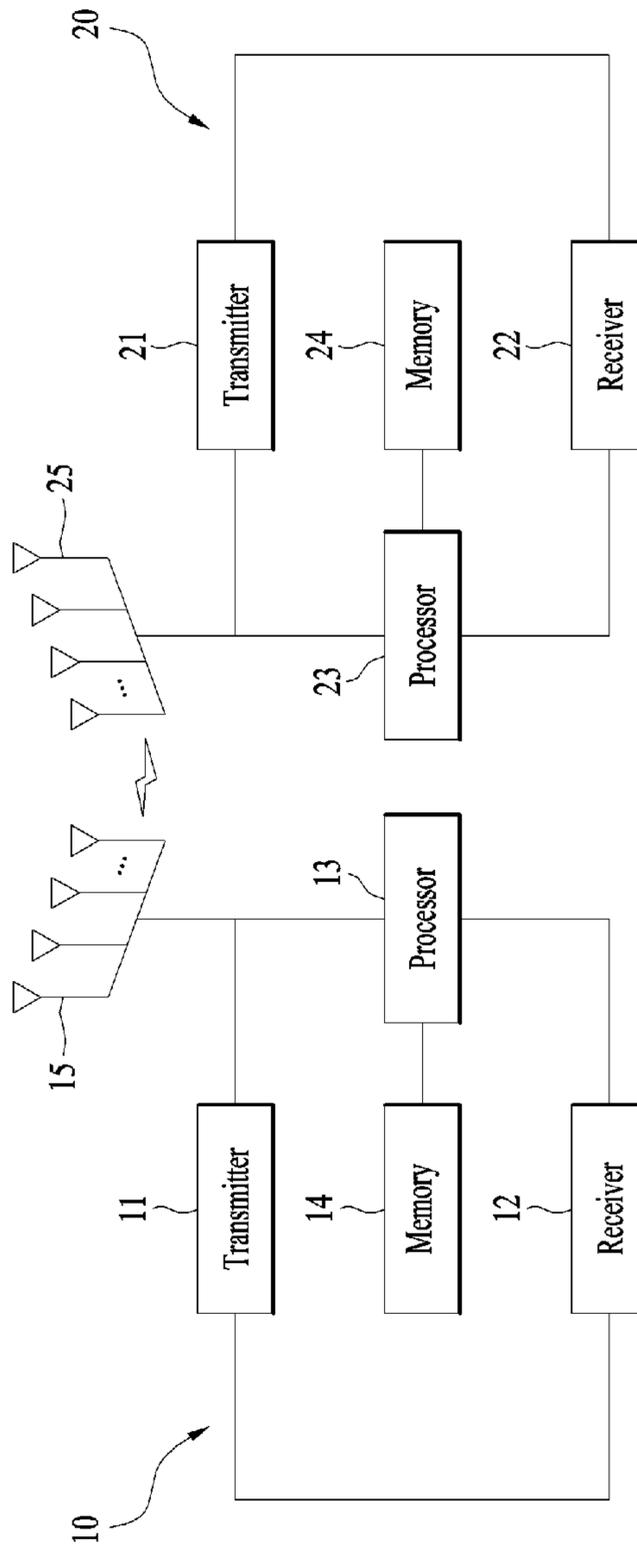 10
20
15
25
...
...
11
Transmitter
21
Transmitter
14
Memory
13
Processor
23
Processor
24
Memory
12
Receiver
22
Receiver